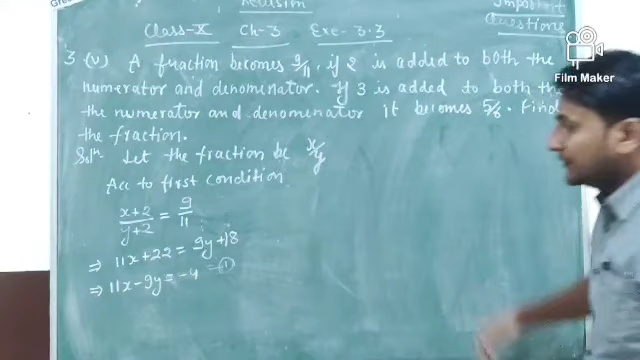 Revision
Important
Questions
Class-X Ch-3 Exe-3.3
3 (v) A fraction becomes 9/11, if 2 is added to both the
numerator and denominator. If 3 is added to both the
the numerator and denominator it becomes 5/6. Find
the fraction.
Solⁿ. Let the fraction be x/y
Acc to first condition
x+2/y+2 = 9/11
⇒ 11x+22 = 9y+18
⇒ 11x-9y = -4 - ①
Film Maker